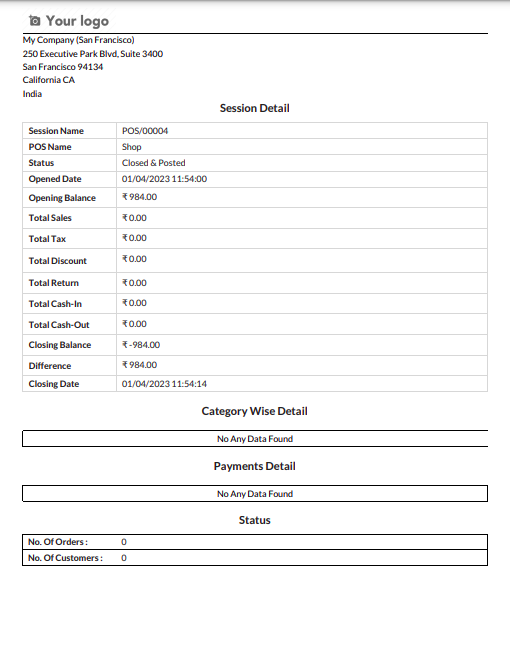 Your logo
My Company (San Francisco)
250 Executive Park Blvd, Suite 3400
San Francisco 94134
California CA
India
Session Detail
Session Name POS/00004
POS Name Shop
Status Closed & Posted
Opened Date 01/04/2023 11:54:00
Opening Balance ₹ 984.00
Total Sales ₹ 0.00
Total Tax ₹ 0.00
Total Discount ₹ 0.00
Total Return ₹ 0.00
Total Cash-In ₹ 0.00
Total Cash-Out ₹ 0.00
Closing Balance ₹ -984.00
Difference ₹ 984.00
Closing Date 01/04/2023 11:54:14
Category Wise Detail
No Any Data Found
Payments Detail
No Any Data Found
Status
No. Of Orders : 0
No. Of Customers : 0